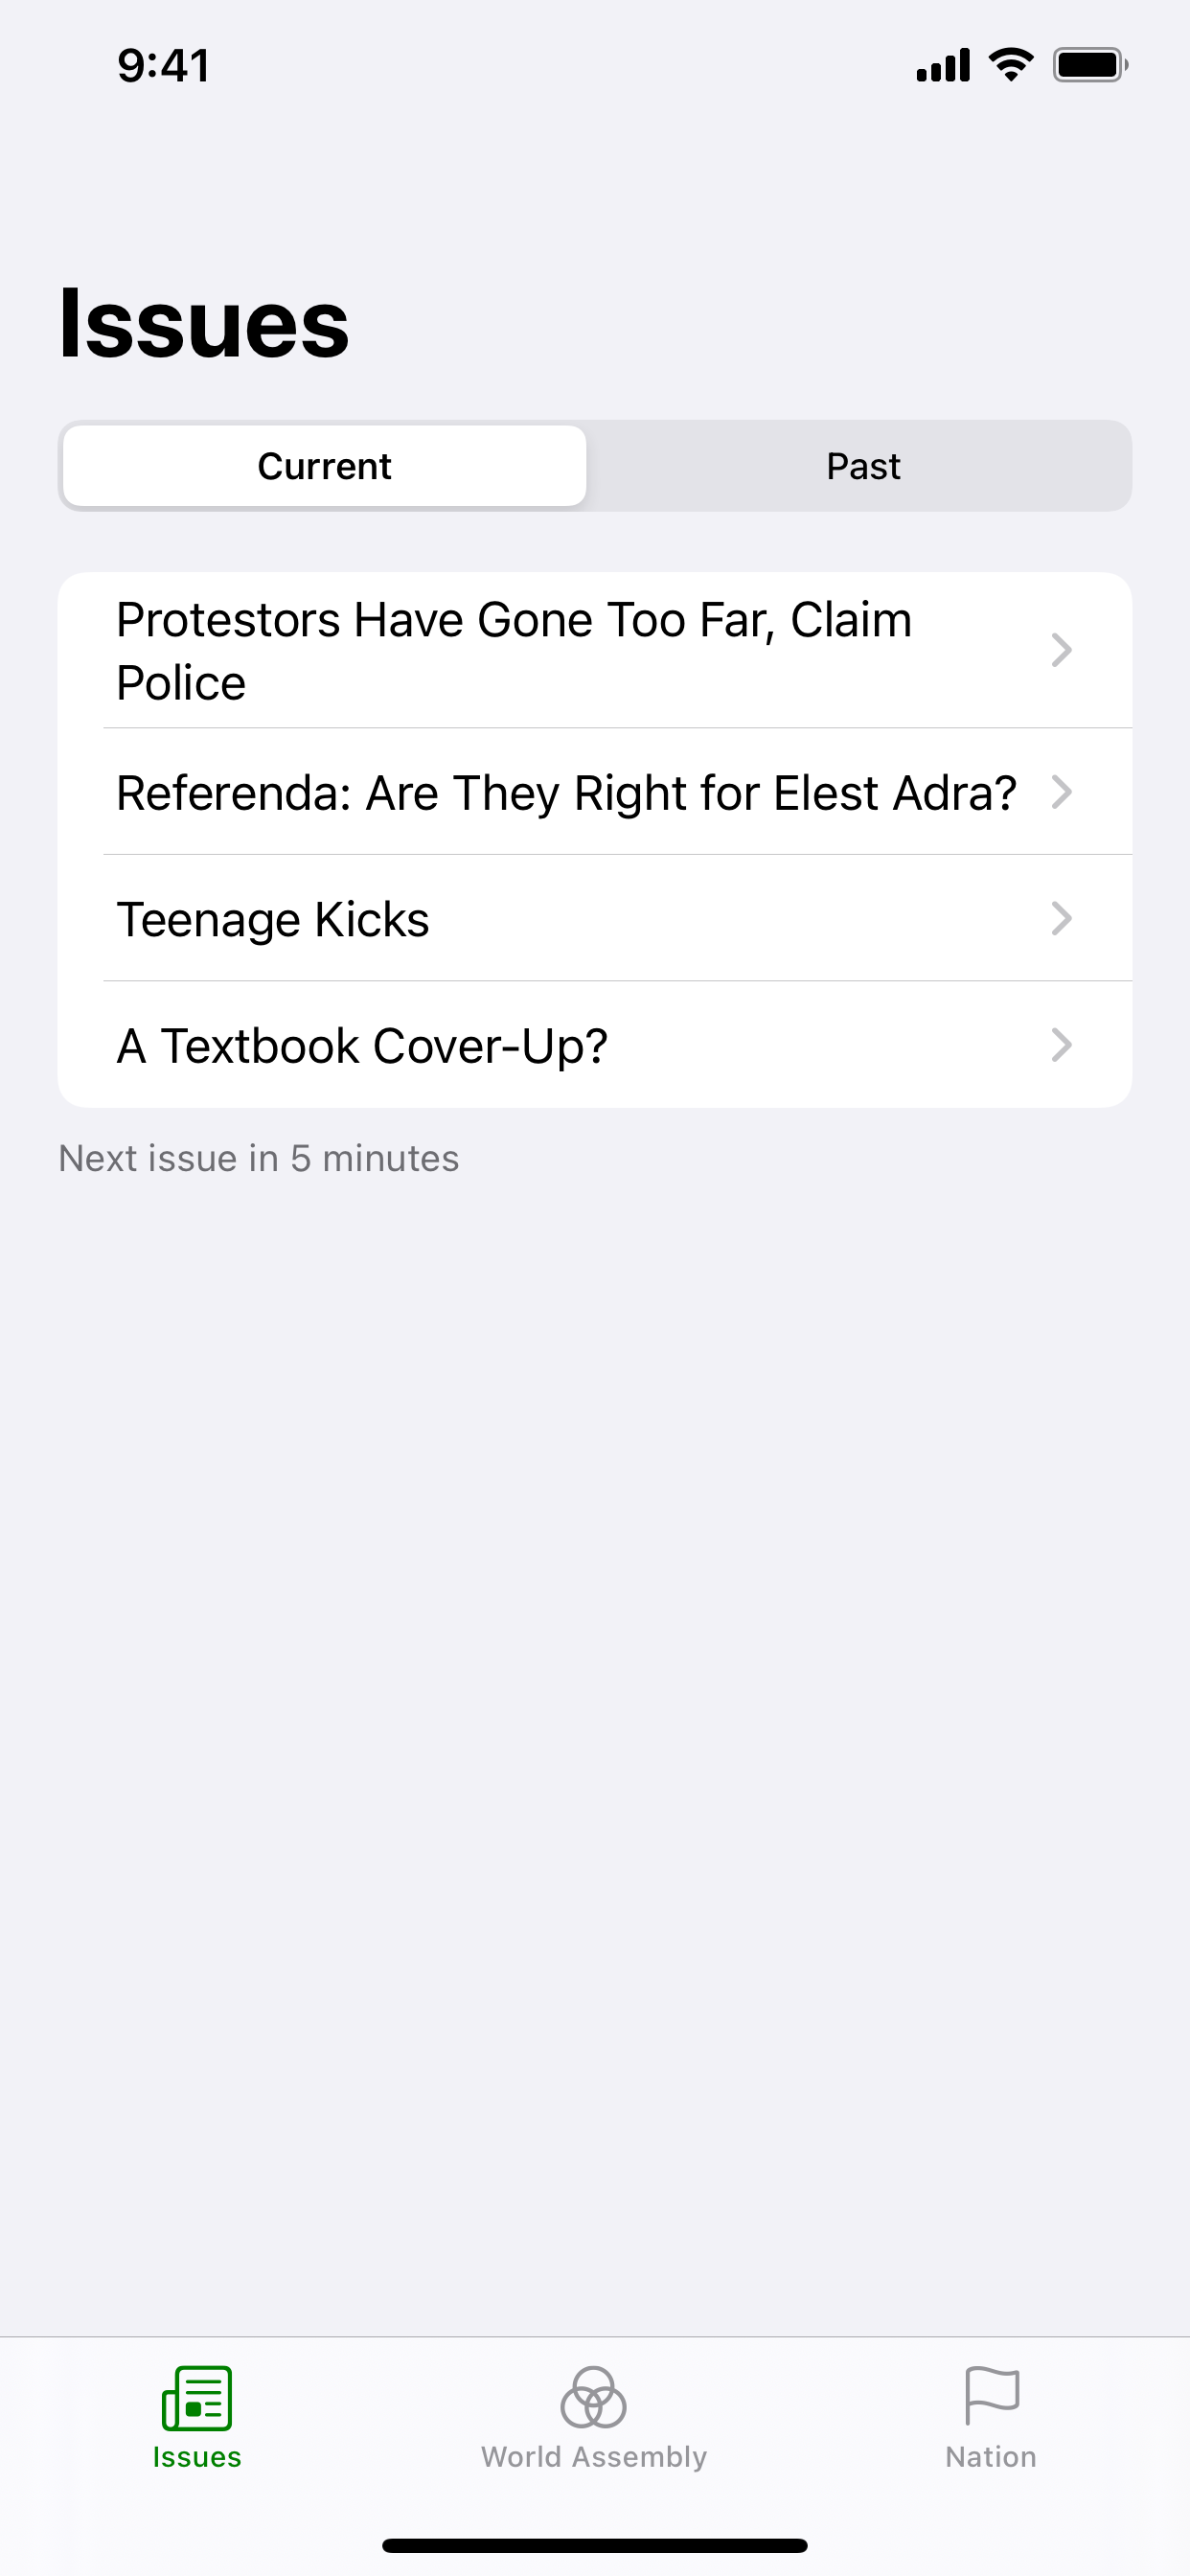 9:41
Issues
Current
Past
Protestors Have Gone Too Far, Claim
Police
Referenda: Are They Right for Elest Adra?
Teenage Kicks
A Textbook Cover-Up?
Next issue in 5 minutes
Issues
World Assembly
Nation